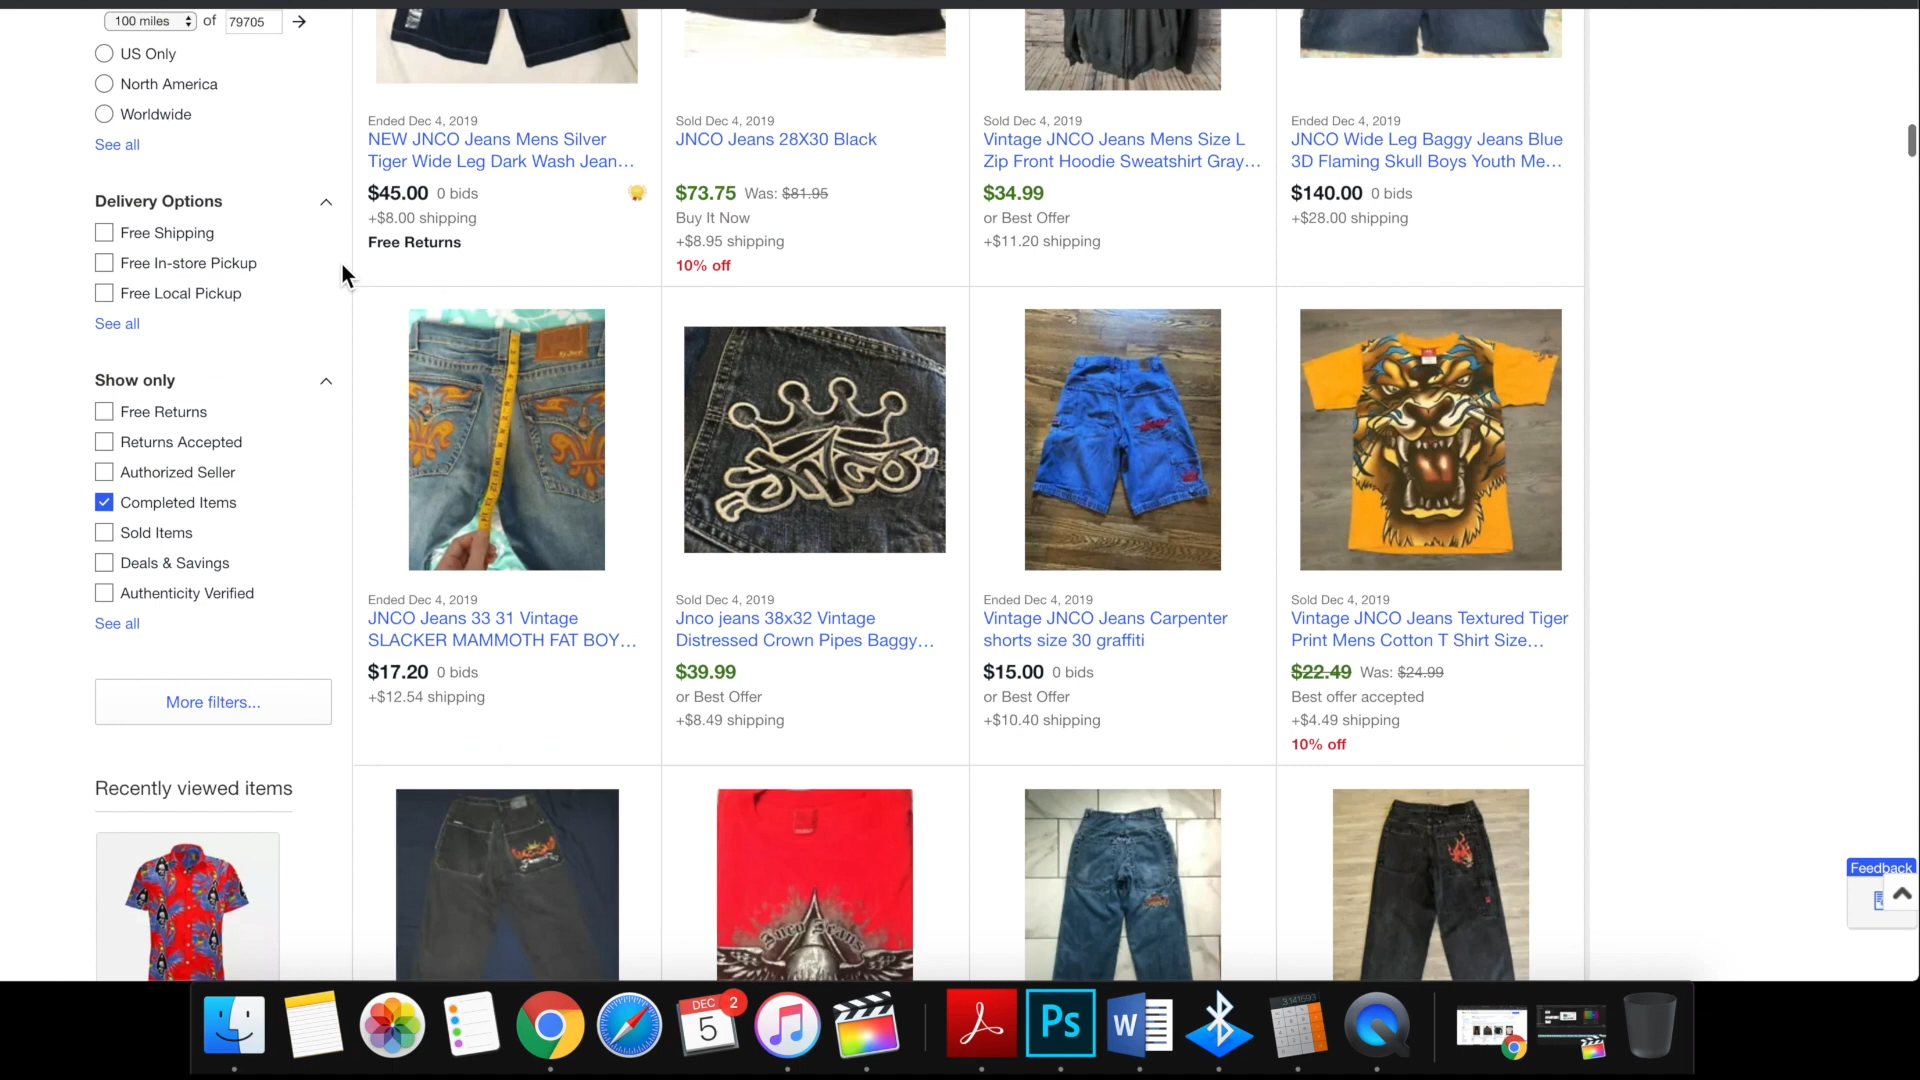 100 miles of 79705
US Only
North America
Worldwide
See all
Delivery Options
Free Shipping
Free In-store Pickup
Free Local Pickup
See all
Show only
Free Returns
Returns Accepted
Authorized Seller
Completed Items
Sold Items
Deals & Savings
Authenticity Verified
See all
More filters...
Recently viewed items
Ended Dec 4, 2019
NEW JNCO Jeans Mens Silver
Tiger Wide Leg Dark Wash Jean...
$45.00 0 bids
+$8.00 shipping
Free Returns
Sold Dec 4, 2019
JNCO Jeans 28X30 Black
$73.75 Was: $81.95
Buy It Now
+$8.95 shipping
10% off
Sold Dec 4, 2019
Vintage JNCO Jeans Mens Size L
Zip Front Hoodie Sweatshirt Gray...
$34.99
or Best Offer
+$11.20 shipping
Ended Dec 4, 2019
JNCO Wide Leg Baggy Jeans Blue
3D Flaming Skull Boys Youth Me...
$140.00 0 bids
+$28.00 shipping
Ended Dec 4, 2019
JNCO Jeans 33 31 Vintage
SLACKER MAMMOTH FAT BOY...
$17.20 0 bids
+$12.54 shipping
JNCO
Sold Dec 4, 2019
Jnco jeans 38x32 Vintage
Distressed Crown Pipes Baggy...
$39.99
or Best Offer
+$8.49 shipping
Ended Dec 4, 2019
Vintage JNCO Jeans Carpenter
shorts size 30 graffiti
$15.00 0 bids
or Best Offer
+$10.40 shipping
Sold Dec 4, 2019
Vintage JNCO Jeans Textured Tiger
Print Mens Cotton T Shirt Size...
$22.49 Was: $24.99
Best offer accepted
+$4.49 shipping
10% off
Jnco Jeans
Feedback
DEC
5
2
Ps
W
3.141593